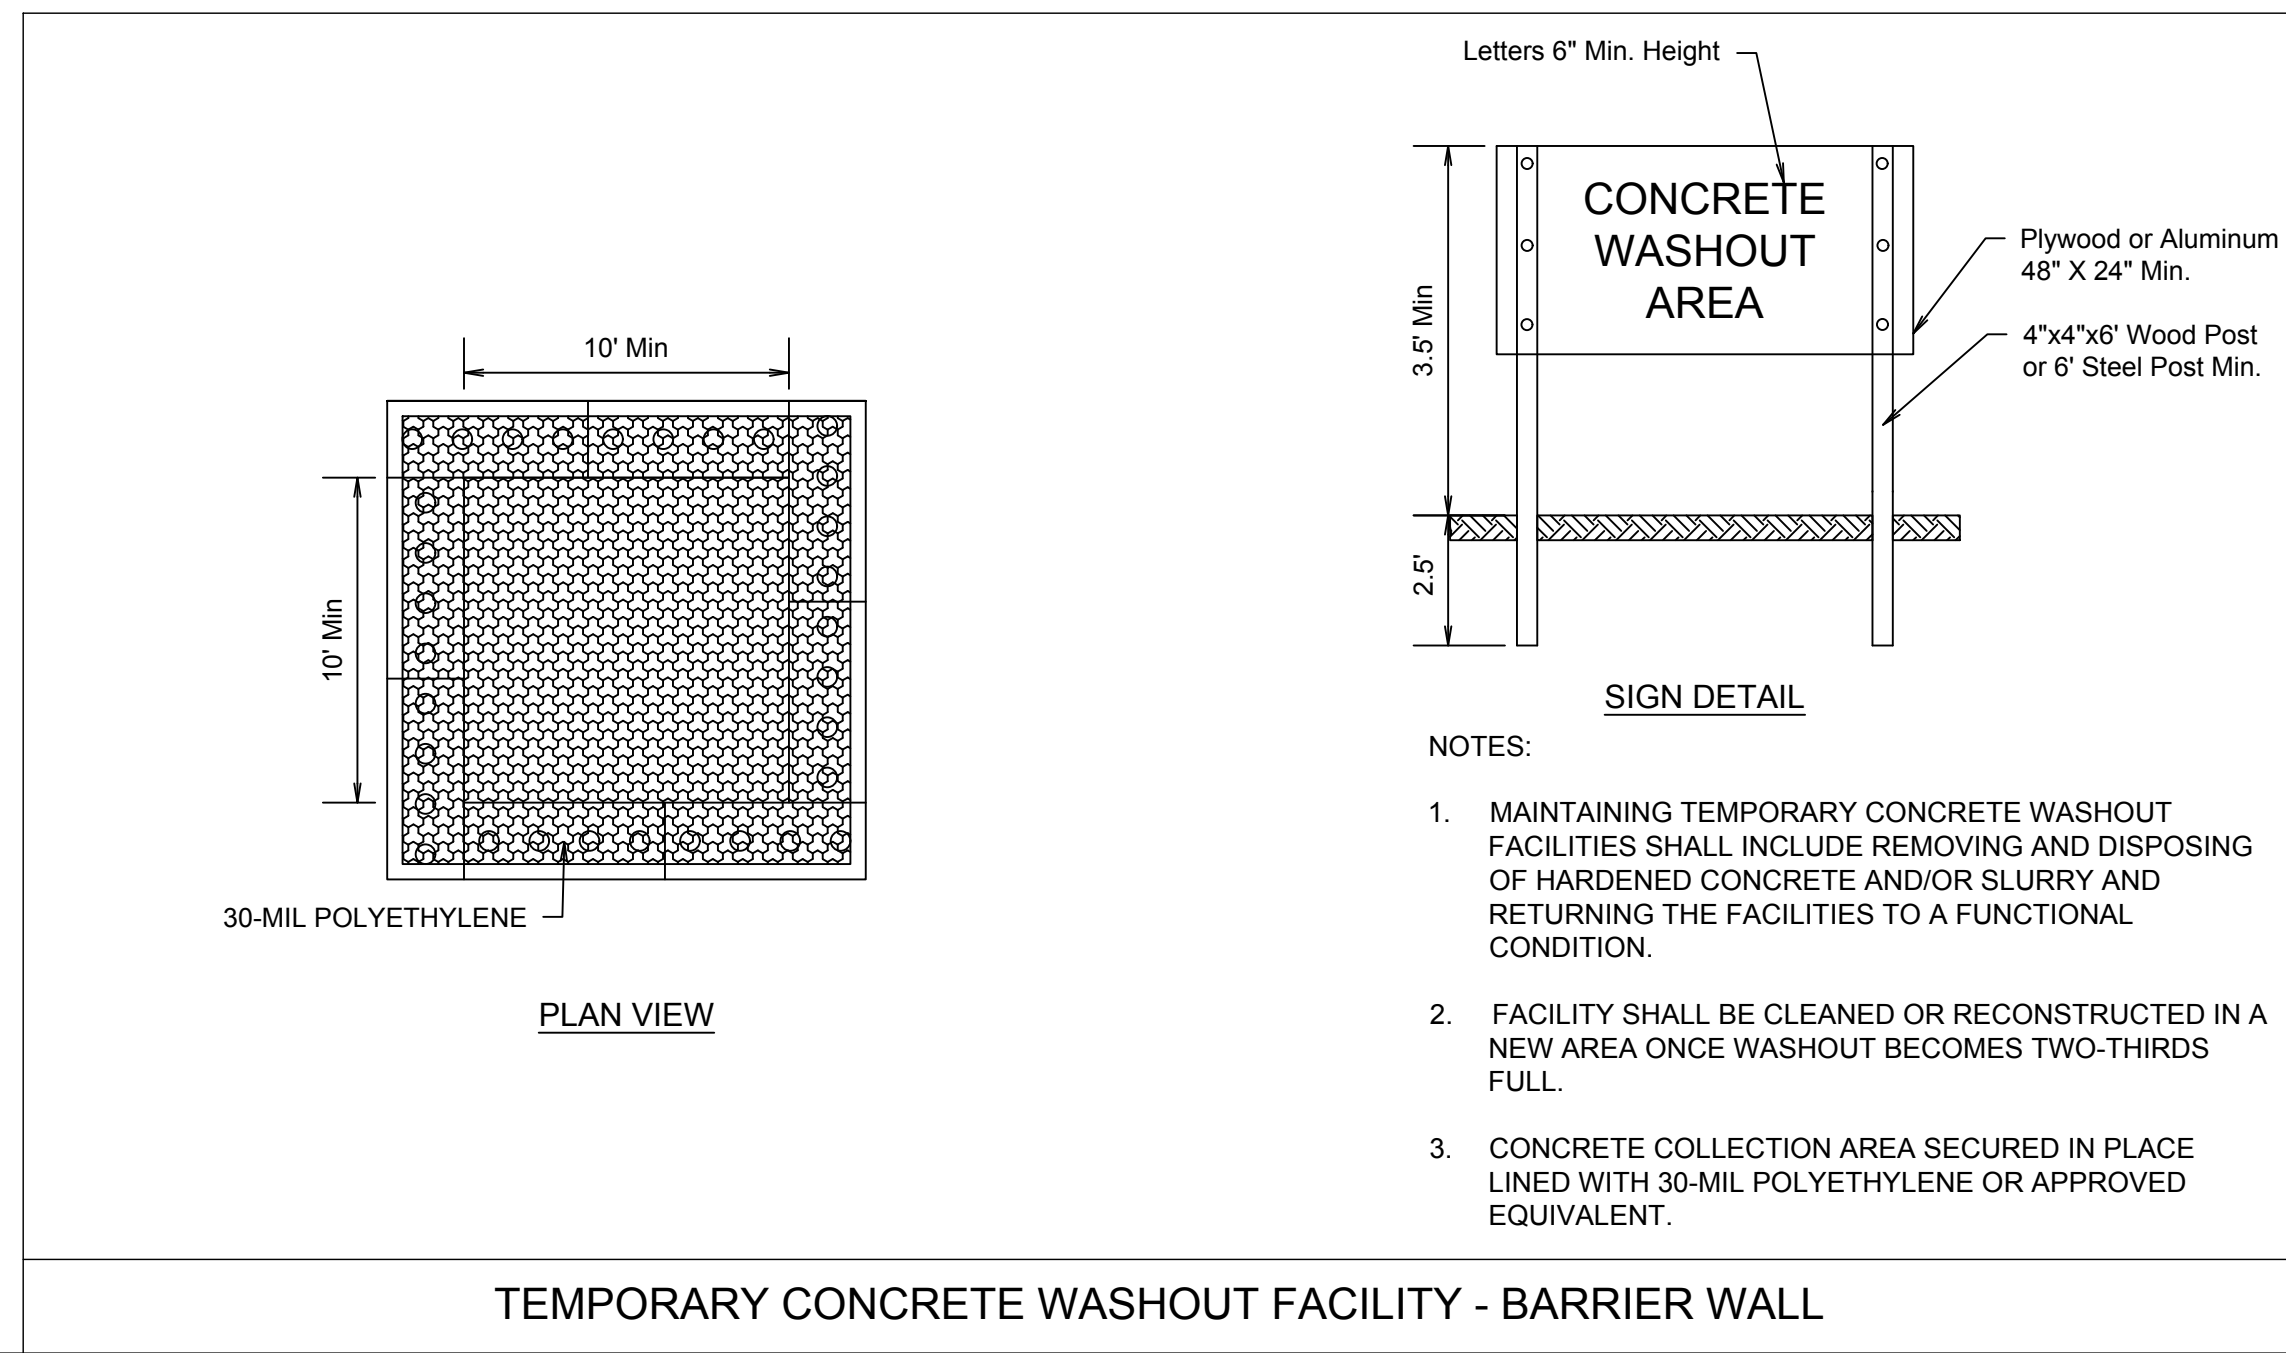 10' Min
10' Min
30-MIL POLYETHYLENE
PLAN VIEW
Letters 6" Min. Height
CONCRETE
WASHOUT
AREA
Plywood or Aluminum
48" X 24" Min.
4"x4"x6' Wood Post
or 6' Steel Post Min.
3.5' Min
2.5'
SIGN DETAIL
NOTES:
1. MAINTAINING TEMPORARY CONCRETE WASHOUT
FACILITIES SHALL INCLUDE REMOVING AND DISPOSING
OF HARDENED CONCRETE AND/OR SLURRY AND
RETURNING THE FACILITIES TO A FUNCTIONAL
CONDITION.
2. FACILITY SHALL BE CLEANED OR RECONSTRUCTED IN A
NEW AREA ONCE WASHOUT BECOMES TWO-THIRDS
FULL.
3. CONCRETE COLLECTION AREA SECURED IN PLACE
LINED WITH 30-MIL POLYETHYLENE OR APPROVED
EQUIVALENT.
TEMPORARY CONCRETE WASHOUT FACILITY - BARRIER WALL